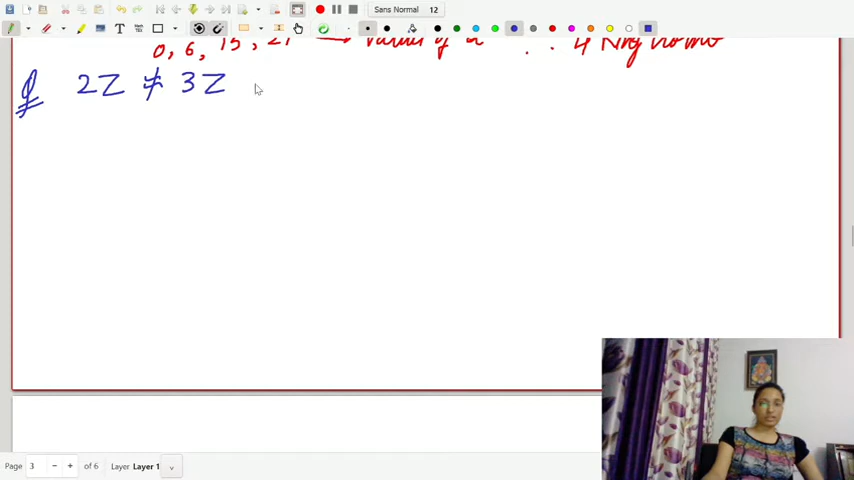 Sans Normal 12
0, 6, 15, 21 value of a ∴ 4 Ring homo
Q 2Z ≇ 3Z
Page 3 - + of 6 Layer Layer 1